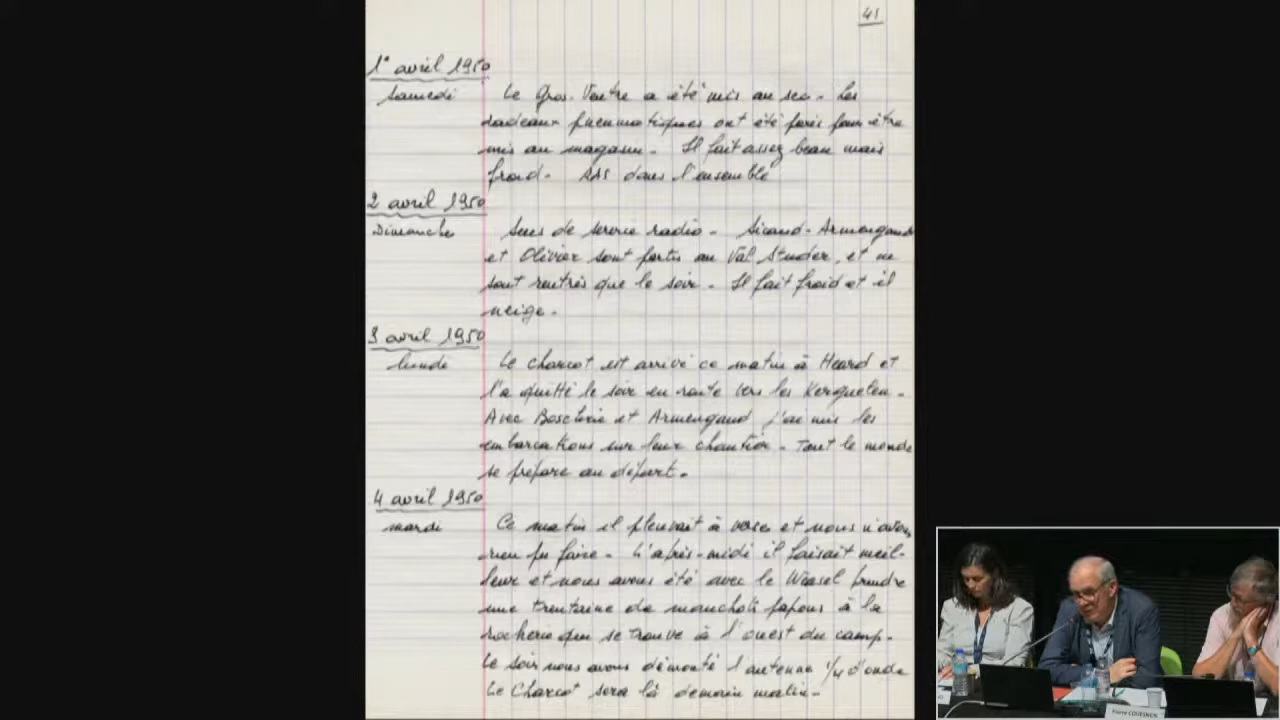 41
1° avril 1950
Samedi
Le Gros-Ventre a été mis au sec. Les
radeaux pneumatiques ont été pour être
mis au magasin. Il fait assez beau mais
froid. RAS dans l'ensemble
2 avril 1950
Dimanche
Suis de service radio. Sicaud-Armengaud
et Olivier sont partis au Val Studer, et ne
sont rentrés que le soir. Il fait froid et il
neige.
3 avril 1950
lundi
Le Charcot est arrivé ce matin à Heard et
l'a quitté le soir en route vers les Kerguelen.
Avec et Armengaud j'ai mis les
embarcations sur leur chantier. Tout le monde
se prépare au départ.
4 avril 1950
mardi
Ce matin il pleuvait à verse et nous n'avons
rien pu faire. L'après-midi il faisait meil-
leur et nous avons été avec le Weasel prendre
une trentaine de manchots papous à la
rockerie qui se trouve à l'ouest du camp.
Le soir nous avons démonté l'antenne 1/4 d'onde
Le Charcot sera là demain matin.
Pierre COUESNON